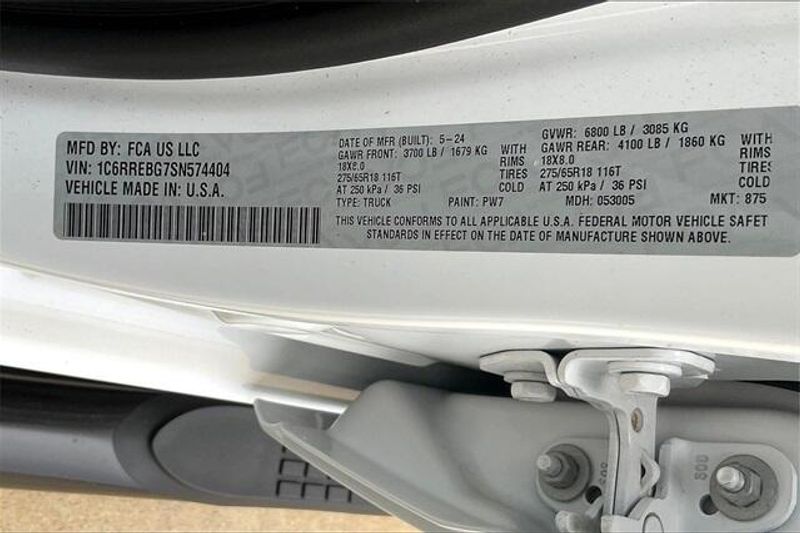 MFD BY: FCA US LLC
VIN: 1C6RREBG7SN574404
VEHICLE MADE IN: U.S.A.
DATE OF MFR (BUILT): 5-24
GAWR FRONT: 3700 LB / 1679 KG WITH
18X8.0 RIMS
275/65R18 116T TIRES
AT 250 kPa / 36 PSI COLD
TYPE: TRUCK PAINT: PW7 MDH: 053005 MKT: 875
GVWR: 6800 LB / 3085 KG
GAWR REAR: 4100 LB / 1860 KG WITH
18X8.0 RIMS
275/65R18 116T TIRES
AT 250 kPa / 36 PSI COLD
THIS VEHICLE CONFORMS TO ALL APPLICABLE U.S.A. FEDERAL MOTOR VEHICLE SAFET
STANDARDS IN EFFECT ON THE DATE OF MANUFACTURE SHOWN ABOVE.